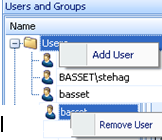 Users and Groups
Name
Users
Add User
BASSET\stehag
basset
basset
Remove User